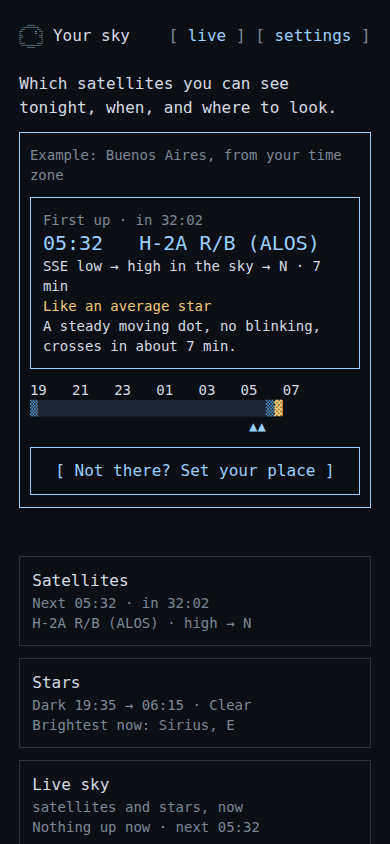 Your sky [ live ] [ settings ]
Which satellites you can see
tonight, when, and where to look.
Example: Buenos Aires, from your time
zone
First up · in 32:02
05:32 H-2A R/B (ALOS)
SSE low → high in the sky → N · 7
min
Like an average star
A steady moving dot, no blinking,
crosses in about 7 min.
19 21 23 01 03 05 07
▲▲
[ Not there? Set your place ]
Satellites
Next 05:32 · in 32:02
H-2A R/B (ALOS) · high → N
Stars
Dark 19:35 → 06:15 · Clear
Brightest now: Sirius, E
Live sky
satellites and stars, now
Nothing up now · next 05:32